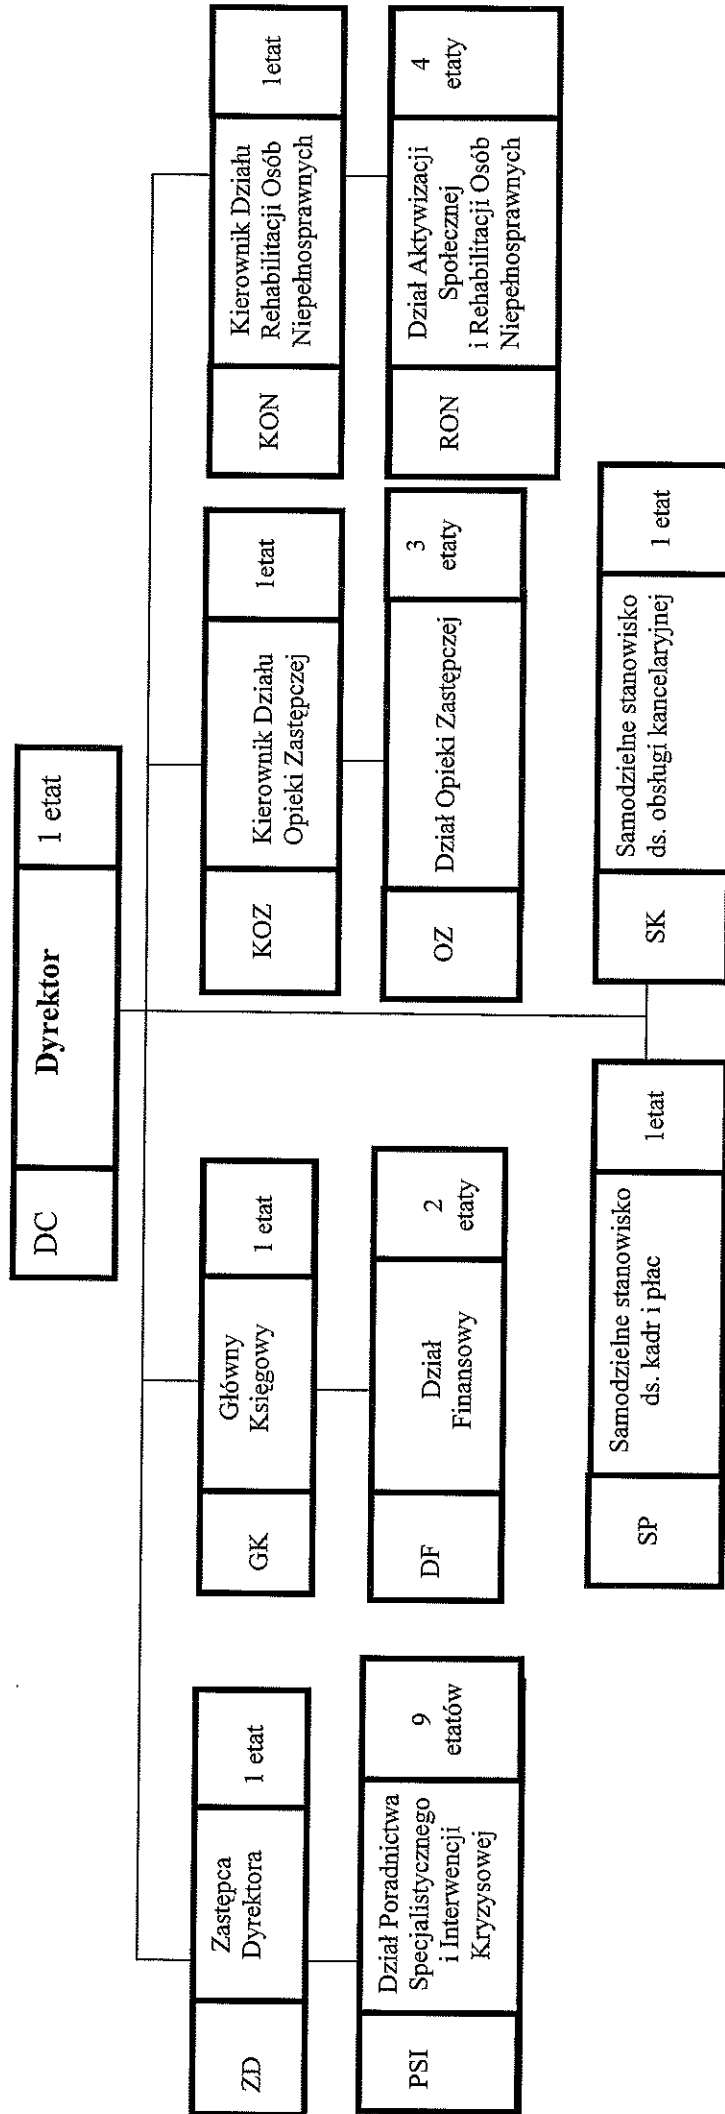 DC
Dyrektor
1 etat
ZD
Zastępca
Dyrektora
1 etat
GK
Główny
Księgowy
1 etat
KOZ
Kierownik Działu
Opieki Zastępczej
1etat
KON
Kierownik Działu
Rehabilitacji Osób
Niepełnosprawnych
1etat
PSI
Dział Poradnictwa
Specjalistycznego
i Interwencji
Kryzysowej
9
etatów
DF
Dział
Finansowy
2
etaty
OZ
Dział Opieki Zastępczej
3
etaty
RON
Dział Aktywizacji
Społecznej
i Rehabilitacji Osób
Niepełnosprawnych
4
etaty
SP
Samodzielne stanowisko
ds. kadr i płac
1etat
SK
Samodzielne stanowisko
ds. obsługi kancelaryjnej
1 etat